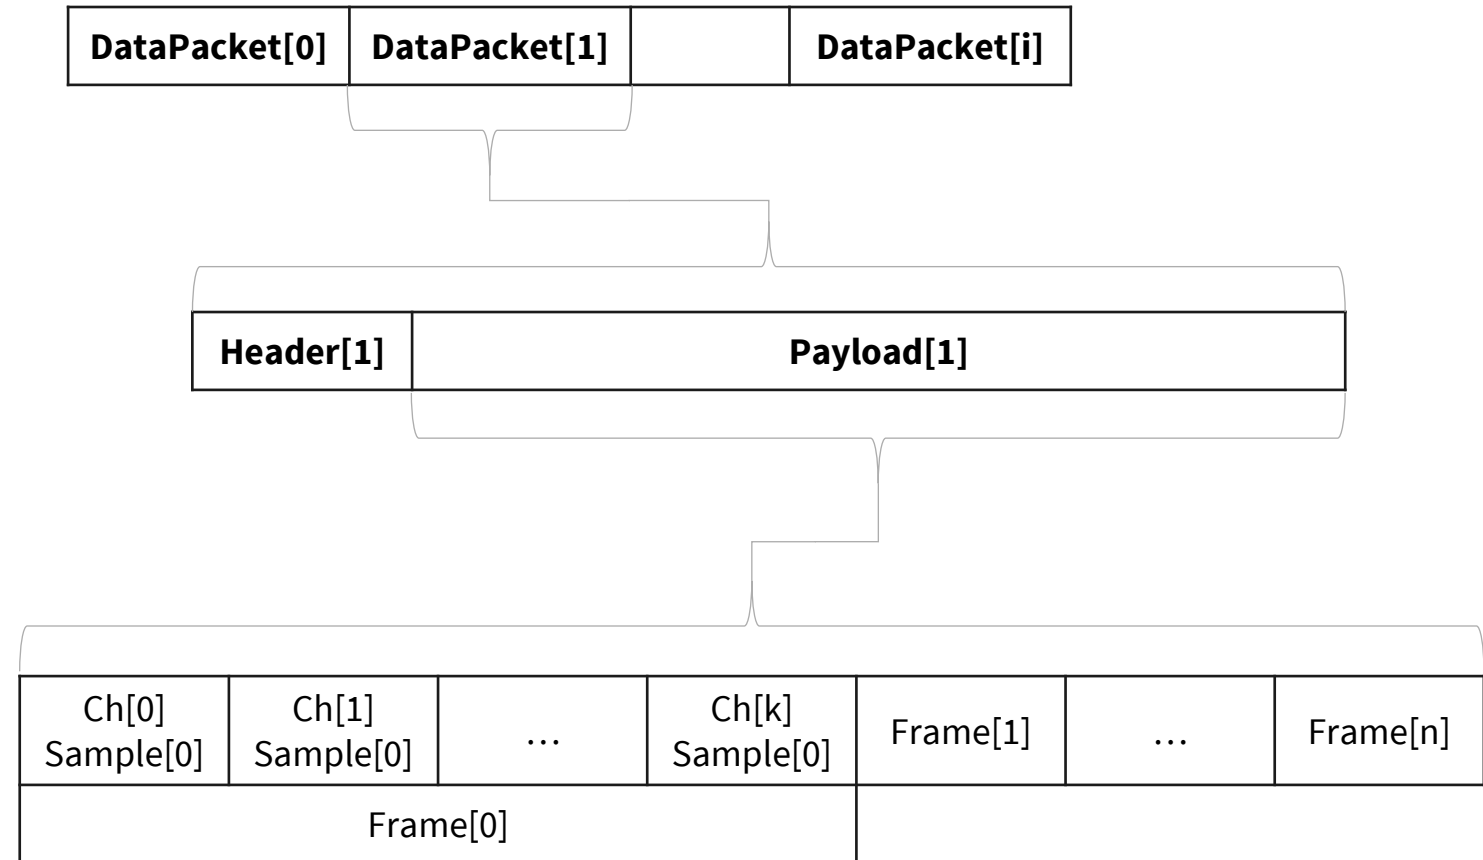 DataPacket[0] DataPacket[1] DataPacket[i]
Header[1] Payload[1]
Ch[0] Ch[1] Ch[k]
Sample[0] Sample[0] … Sample[0] Frame[1] … Frame[n]
Frame[0]